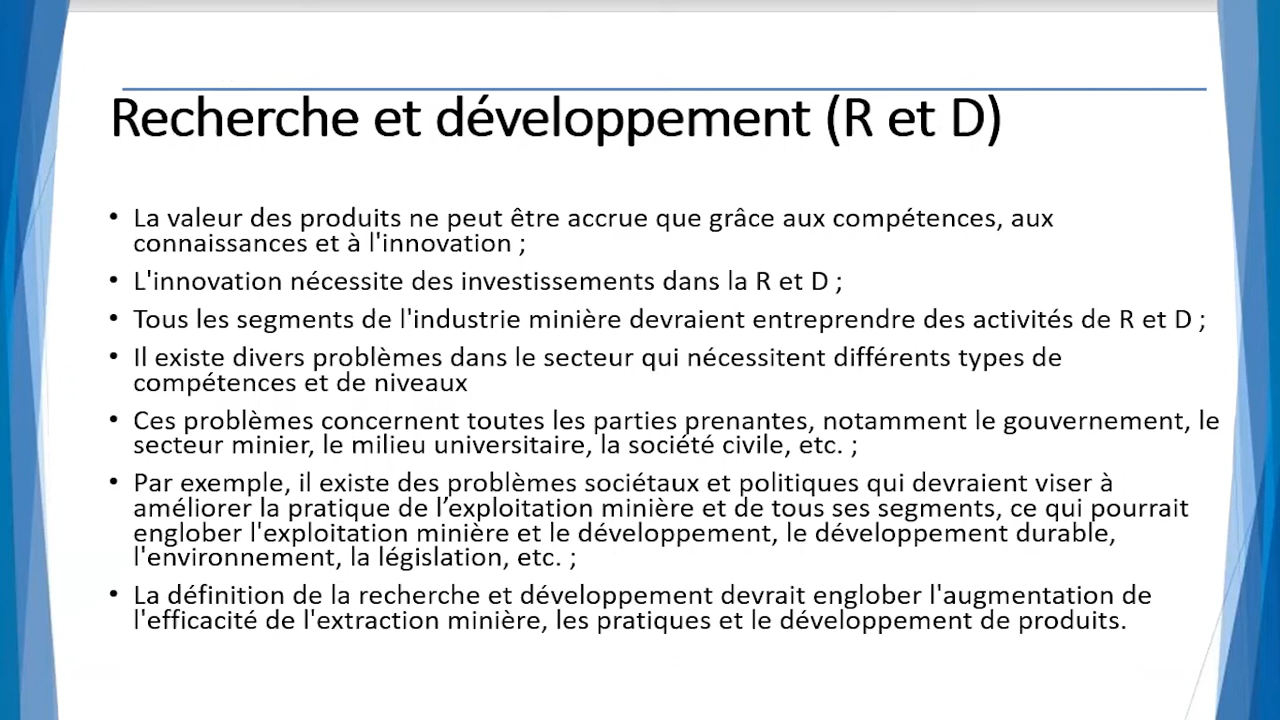 Recherche et développement (R et D)
• La valeur des produits ne peut être accrue que grâce aux compétences, aux
connaissances et à l'innovation ;
• L'innovation nécessite des investissements dans la R et D ;
• Tous les segments de l'industrie minière devraient entreprendre des activités de R et D ;
• Il existe divers problèmes dans le secteur qui nécessitent différents types de
compétences et de niveaux
• Ces problèmes concernent toutes les parties prenantes, notamment le gouvernement, le
secteur minier, le milieu universitaire, la société civile, etc. ;
• Par exemple, il existe des problèmes sociétaux et politiques qui devraient viser à
améliorer la pratique de l’exploitation minière et de tous ses segments, ce qui pourrait
englober l'exploitation minière et le développement, le développement durable,
l'environnement, la législation, etc. ;
• La définition de la recherche et développement devrait englober l'augmentation de
l'efficacité de l'extraction minière, les pratiques et le développement de produits.